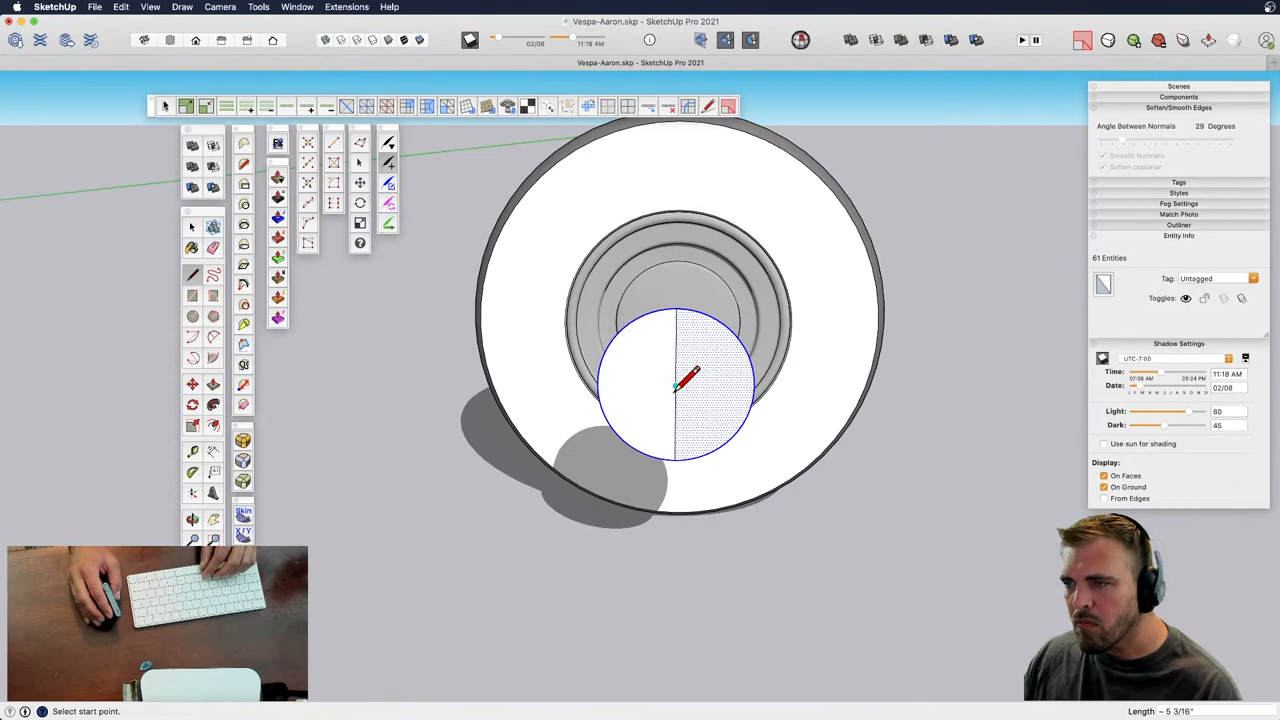 SketchUp File Edit View Draw Camera Tools Window Extensions Help
Vespa-Aaron.skp - SketchUp Pro 2021
02/08 11:18 AM
Vespa-Aaron.skp - SketchUp Pro 2021
Scenes
Components
Soften/Smooth Edges
Angle Between Normals 29 Degrees
Smooth Normals
Soften coplanar
Tags
Styles
Fog Settings
Match Photo
Outliner
Entity Info
61 Entities
Tag: Untagged
Toggles:
Shadow Settings
UTC-7:00
Time: 11:18 AM
07:06 AM 05:24 PM
Date: 02/08
J F M A M J J A S O N D
Light: 80
Dark: 45
Use sun for shading
Display:
On Faces
On Ground
From Edges
Skin
X / Y
Select start point.
Length ~ 5 3/16"